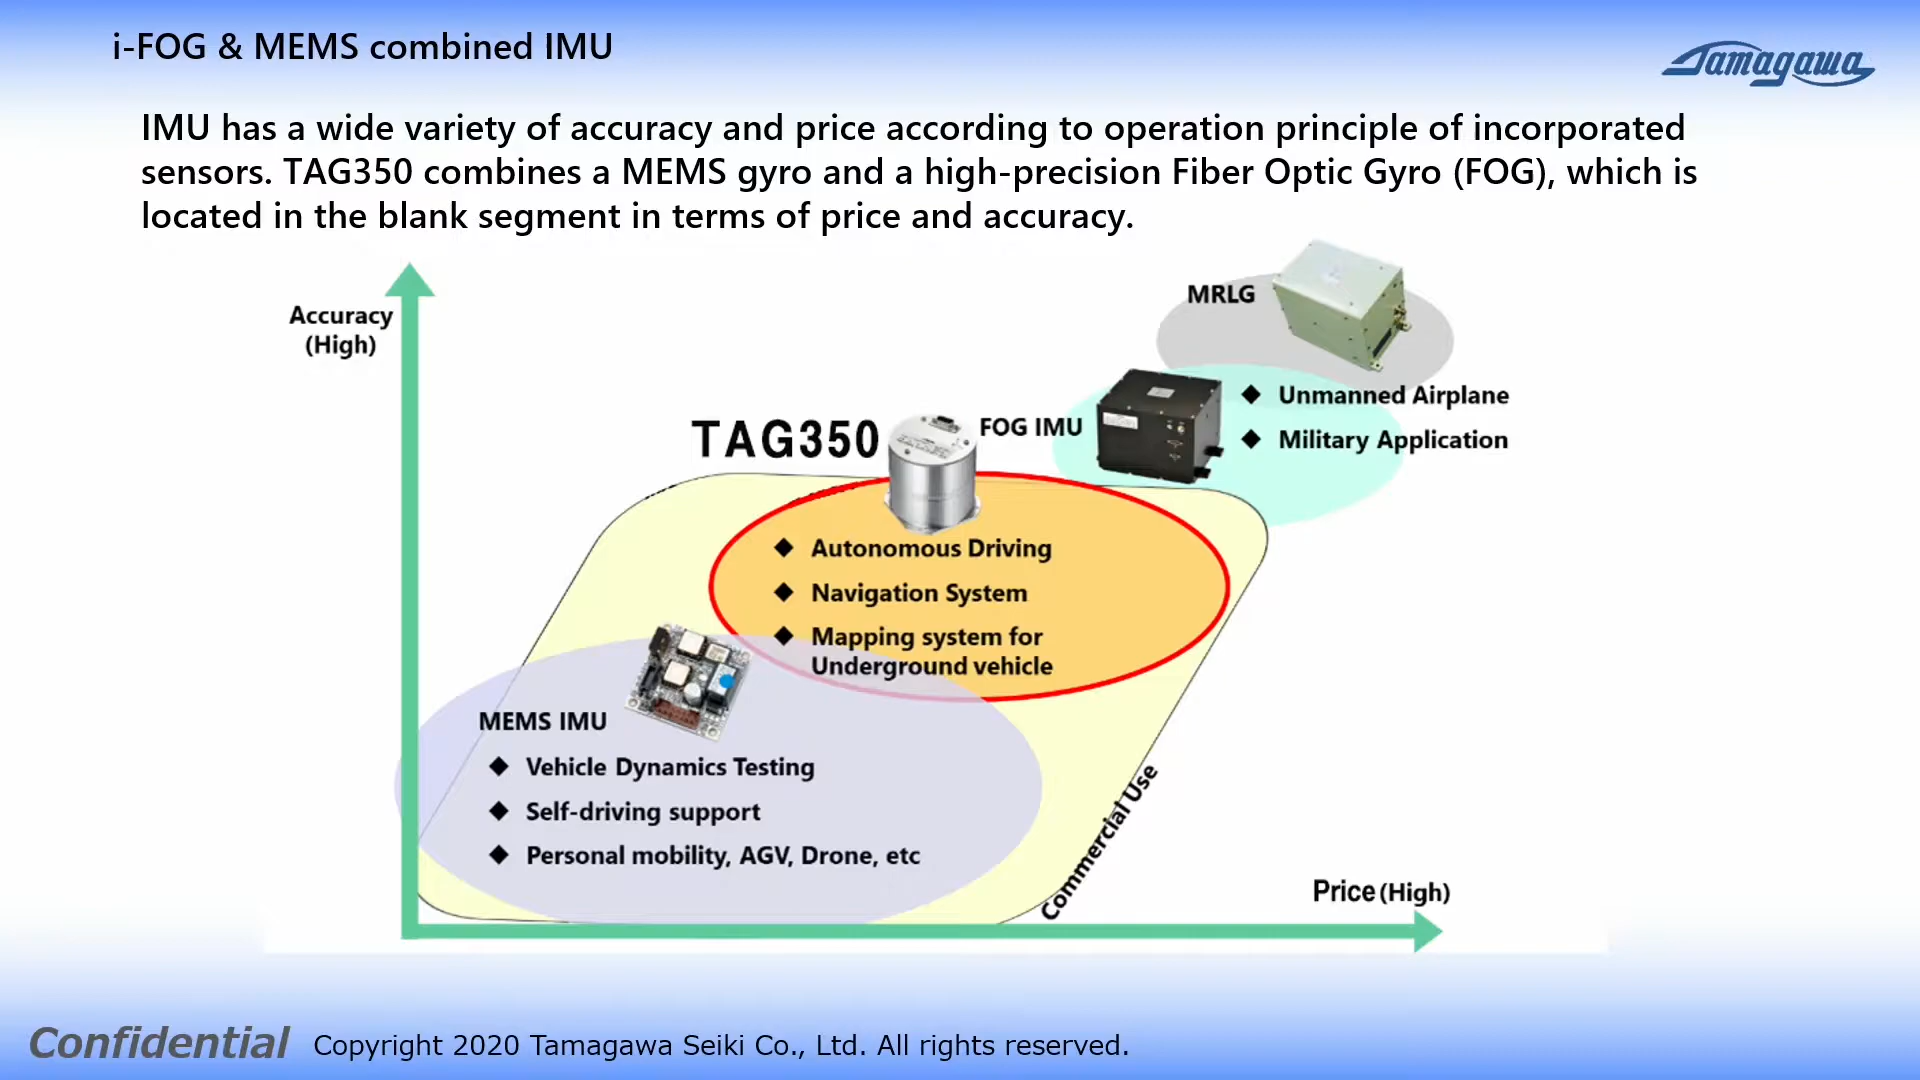 i-FOG & MEMS combined IMU
Tamagawa
IMU has a wide variety of accuracy and price according to operation principle of incorporated
sensors. TAG350 combines a MEMS gyro and a high-precision Fiber Optic Gyro (FOG), which is
located in the blank segment in terms of price and accuracy.
Accuracy
(High)
MRLG
Unmanned Airplane
Military Application
FOG IMU
TAG350
Autonomous Driving
Navigation System
Mapping system for
Underground vehicle
MEMS IMU
Vehicle Dynamics Testing
Self-driving support
Personal mobility, AGV, Drone, etc
Commercial Use
Price (High)
Confidential Copyright 2020 Tamagawa Seiki Co., Ltd. All rights reserved.